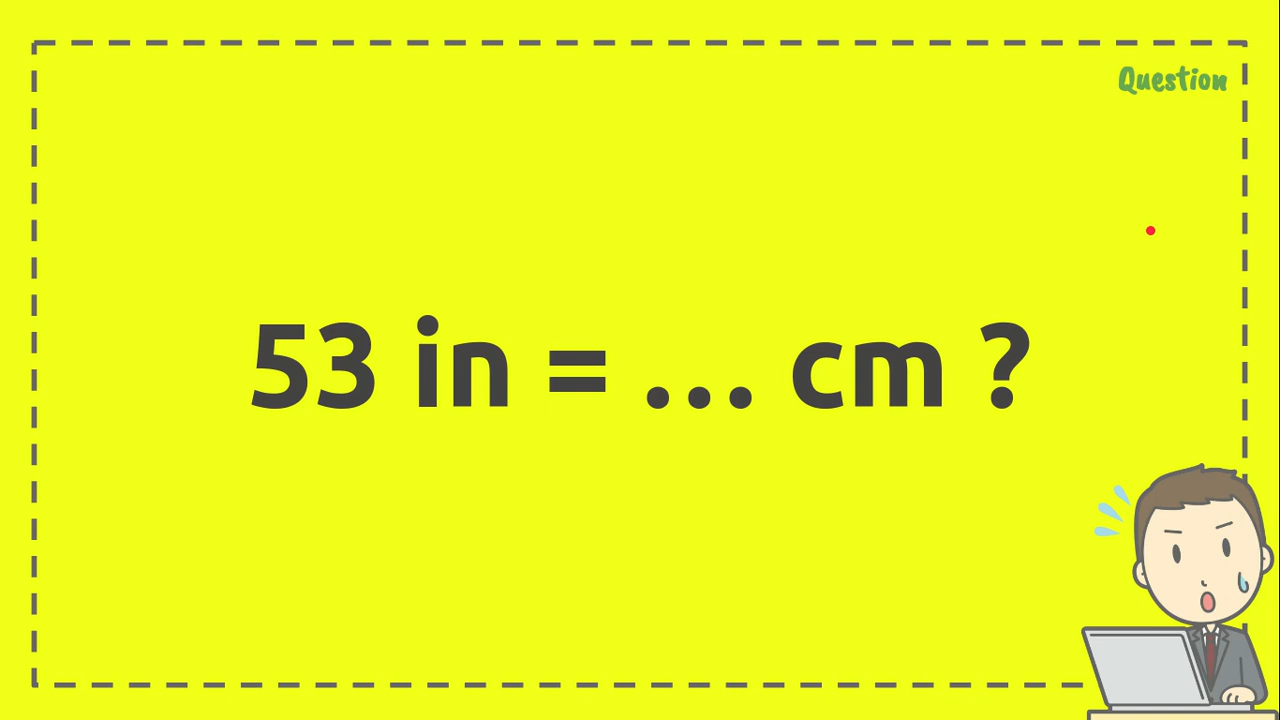 Question
53 in = ... cm ?